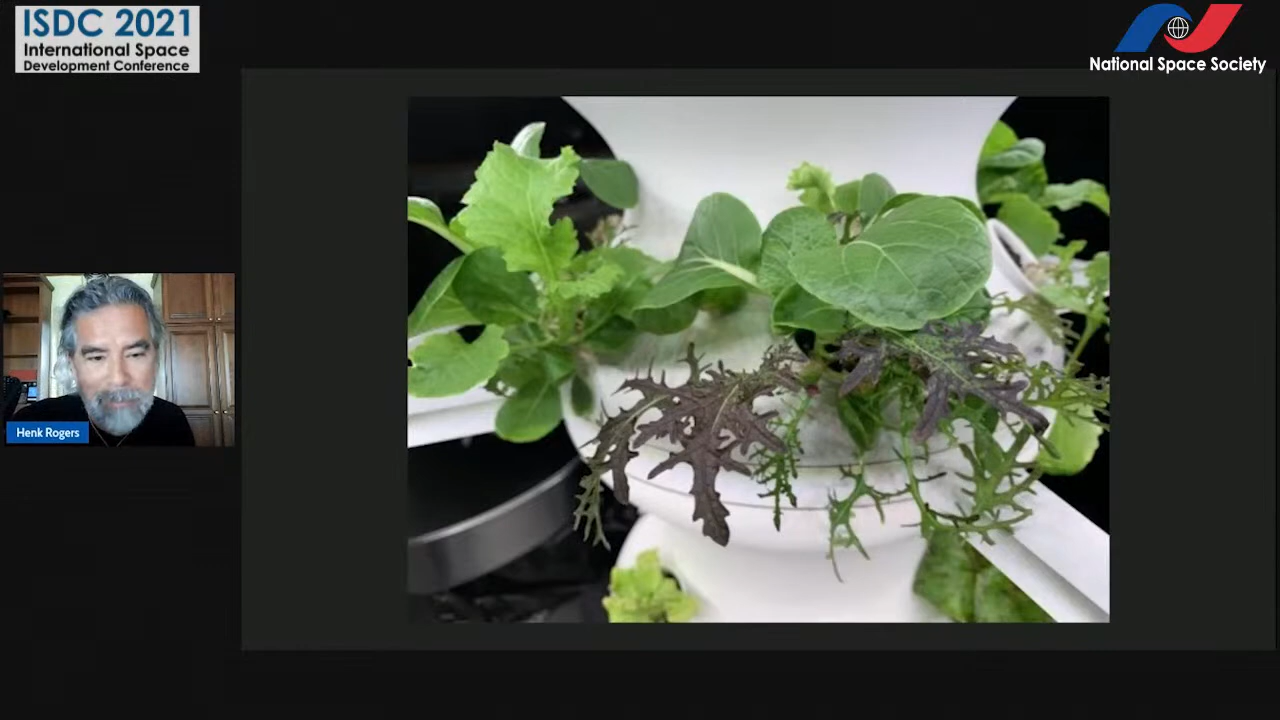 ISDC 2021
International Space
Development Conference
National Space Society
Henk Rogers